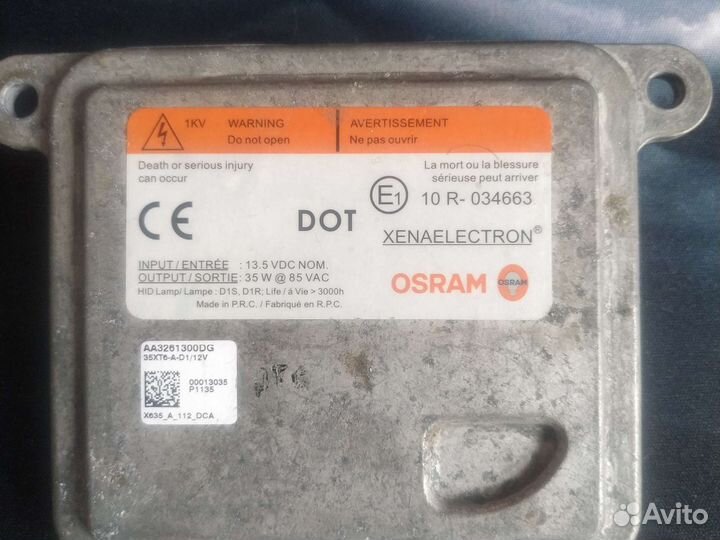 1KV WARNING
Do not open
AVERTISSEMENT
Ne pas ouvrir
Death or serious injury
can occur
La mort ou la blessure
sérieuse peut arriver
CE
DOT
E1 10 R- 034663
XENAELECTRON®
INPUT / ENTRÉE : 13.5 VDC NOM.
OUTPUT / SORTIE: 35 W @ 85 VAC
HID Lamp/ Lampe : D1S, D1R; Life / á Vie > 3000h
Made in P.R.C. / Fabriqué en R.P.C.
OSRAM
AA3261300DG
35XT6-A-D1/12V
00013035
P1135
X635_A_112_DCA
Avito